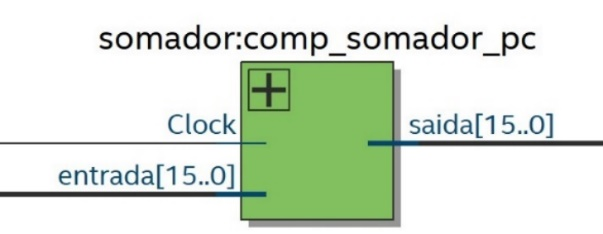 somador:comp_somador_pc
Clock
saida[15..0]
entrada[15..0]